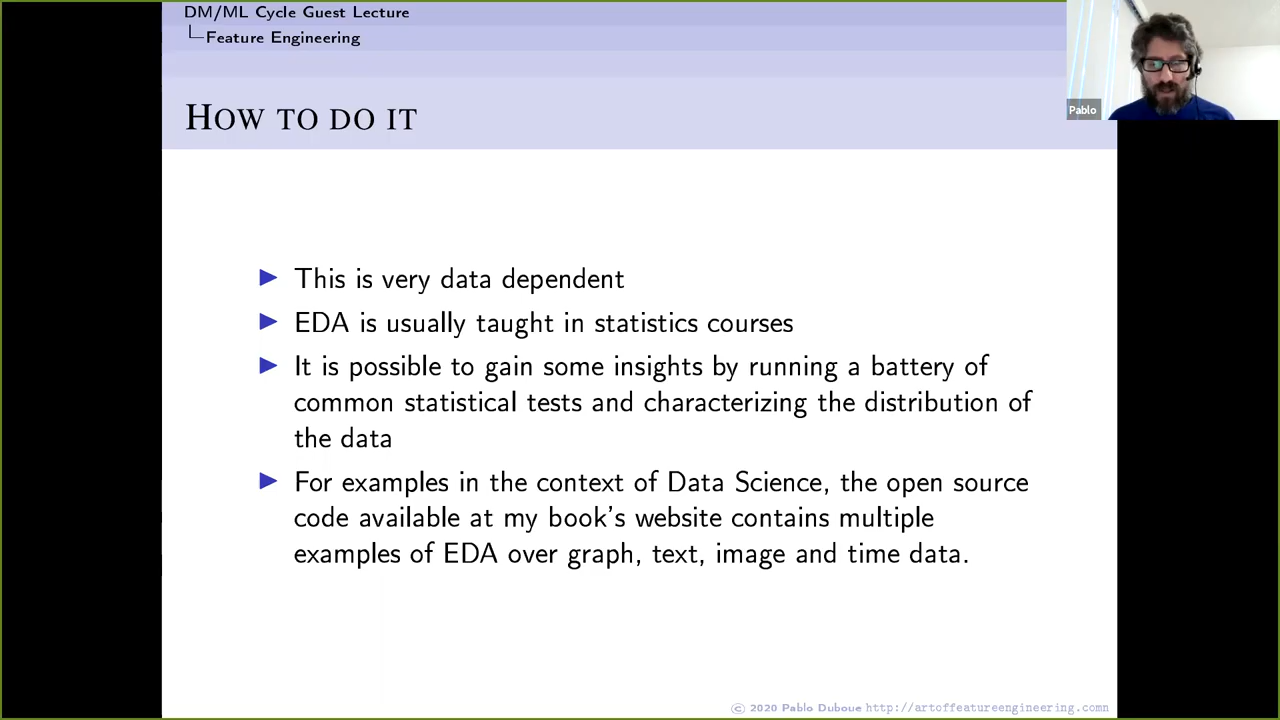 DM/ML Cycle Guest Lecture
Feature Engineering
Pablo
HOW TO DO IT
This is very data dependent
EDA is usually taught in statistics courses
It is possible to gain some insights by running a battery of
common statistical tests and characterizing the distribution of
the data
For examples in the context of Data Science, the open source
code available at my book's website contains multiple
examples of EDA over graph, text, image and time data.
© 2020 Pablo Duboue http://artoffeatureengineering.comn